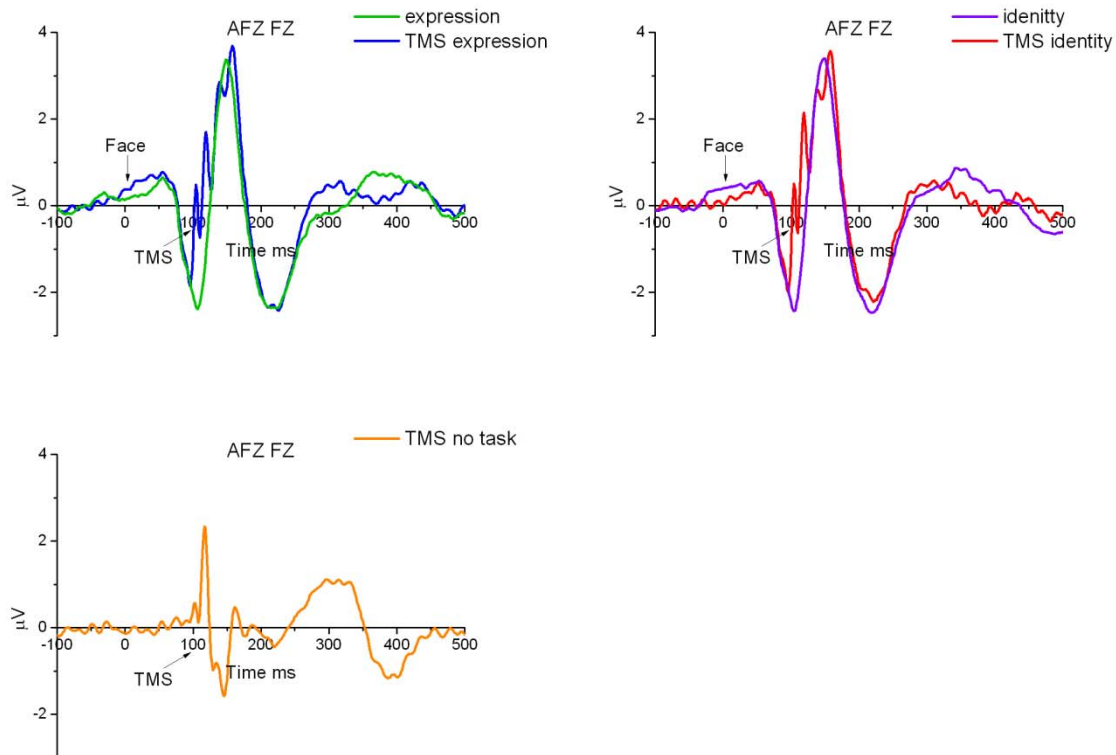 expression
TMS expression
AFZ FZ
4
2
0
-2
μV
Face
TMS
Time ms
-100 0 100 200 300 400 500
idenitty
TMS identity
AFZ FZ
4
2
0
-2
μV
Face
TMS
Time ms
-100 0 100 200 300 400 500
TMS no task
AFZ FZ
4
2
0
-2
μV
TMS
Time ms
-100 0 100 200 300 400 500